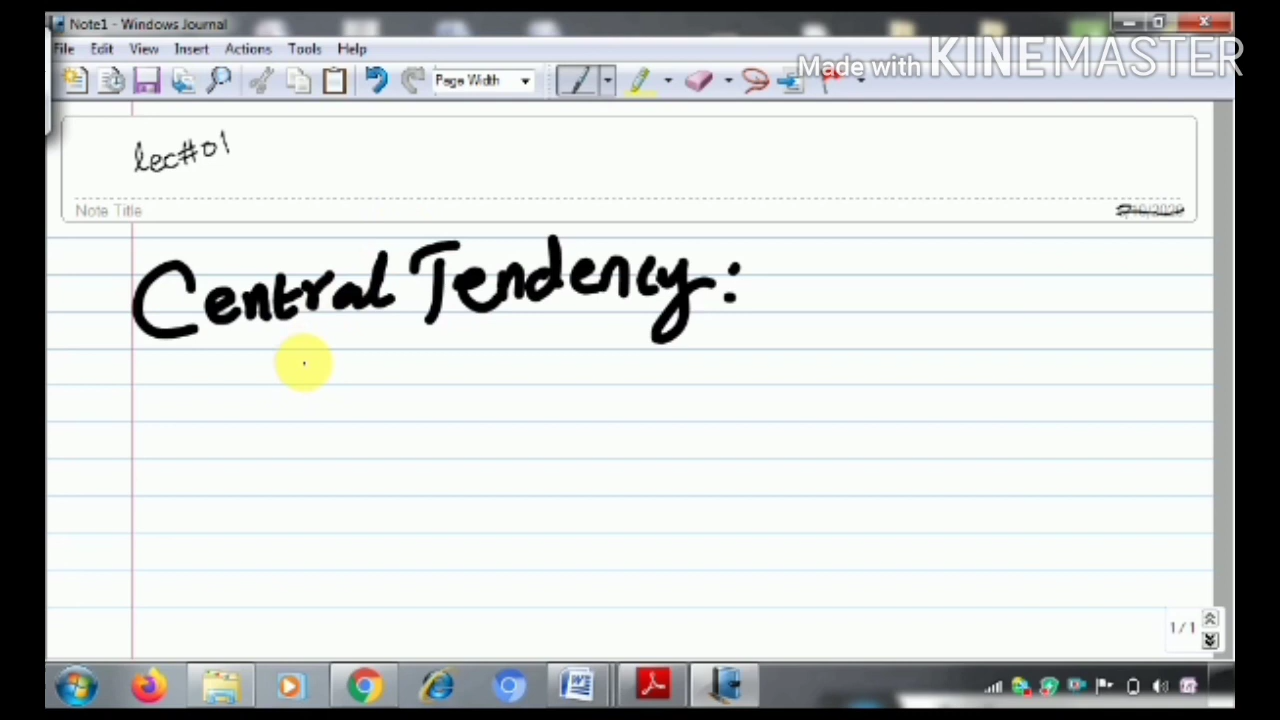 Note1 - Windows Journal
File Edit View Insert Actions Tools Help
Made with KINEMASTER
Page Width
lec#01
Note Title
Central Tendency:
1/1